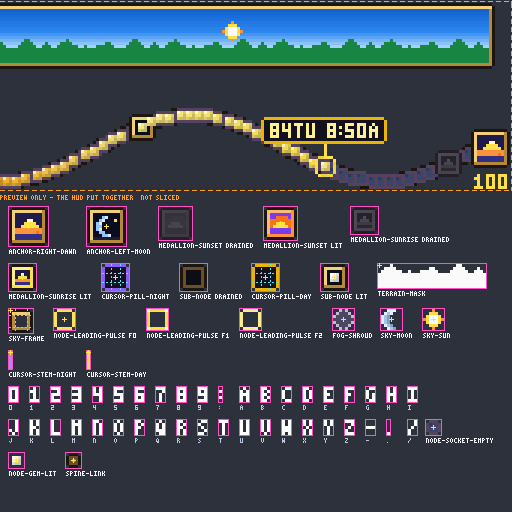 84TU 8:50A
100
PREVIEW ONLY - THE HUD PUT TOGETHER NOT SLICED
ANCHOR-RIGHT-DAWN
ANCHOR-LEFT-MOON
MEDALLION-SUNSET DRAINED
MEDALLION-SUNSET LIT
MEDALLION-SUNRISE DRAINED
MEDALLION-SUNRISE LIT
CURSOR-PILL-NIGHT
SUB-NODE DRAINED
CURSOR-PILL-DAY
SUB-NODE LIT
TERRAIN-MASK
SKY-FRAME
NODE-LEADING-PULSE F0
NODE-LEADING-PULSE F1
NODE-LEADING-PULSE F2
FOG-SHROUD
SKY-MOON
SKY-SUN
CURSOR-STEM-NIGHT
CURSOR-STEM-DAY
0 1 2 3 4 5 6 7 8 9 : A B C D E F G H I
0 1 2 3 4 5 6 7 8 9 : A B C D E F G H I
J K L M N O P Q R S T U V W X Y Z - . /
J K L M N O P Q R S T U V W X Y Z - . /
NODE-SOCKET-EMPTY
NODE-GEM-LIT
SPINE-LINK